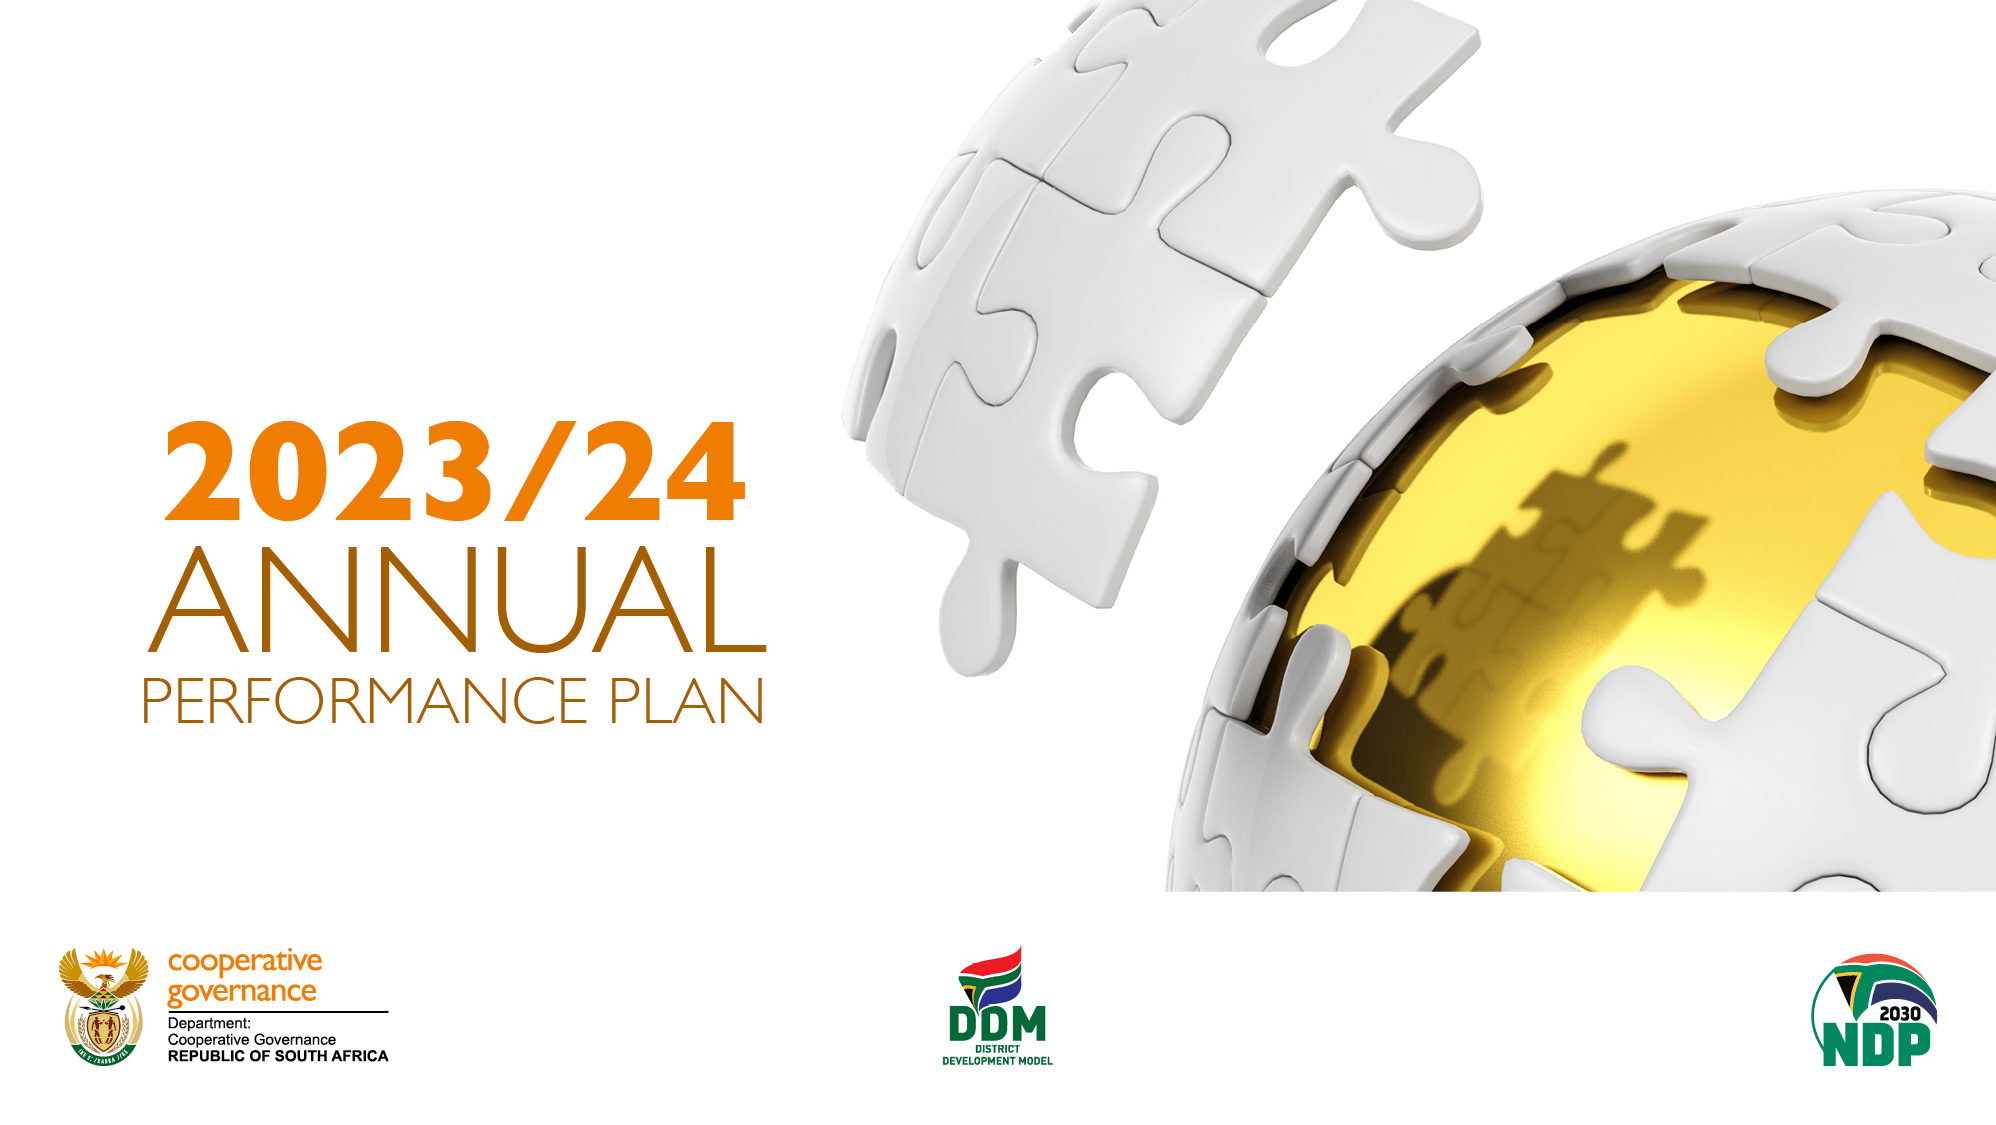 2023/24
ANNUAL
PERFORMANCE PLAN
cooperative
governance
Department:
Cooperative Governance
REPUBLIC OF SOUTH AFRICA
DDM
DISTRICT
DEVELOPMENT MODEL
2030
NDP